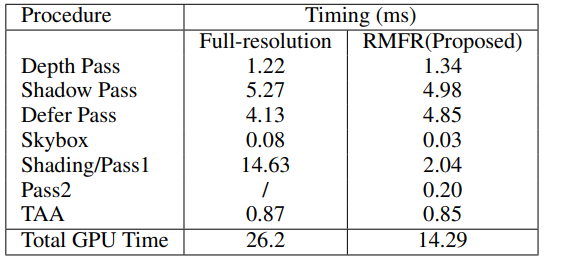 Procedure Timing (ms)
Full-resolution RMFR(Proposed)
Depth Pass 1.22 1.34
Shadow Pass 5.27 4.98
Defer Pass 4.13 4.85
Skybox 0.08 0.03
Shading/Pass1 14.63 2.04
Pass2 / 0.20
TAA 0.87 0.85
Total GPU Time 26.2 14.29